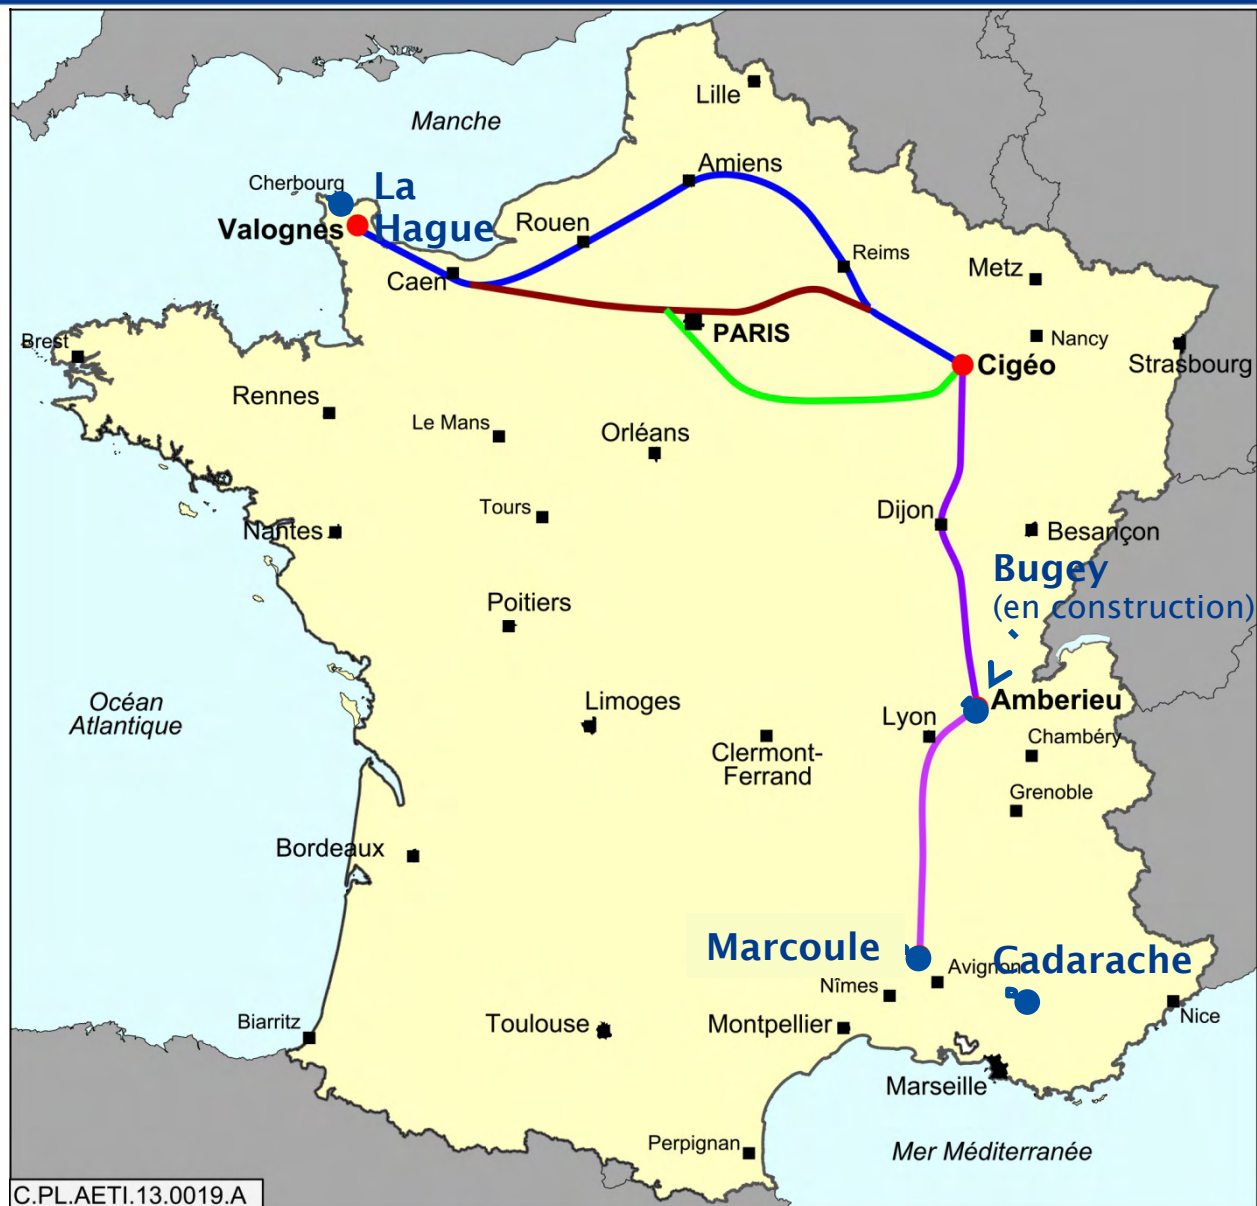 Lille
Manche
Amiens
Cherbourg
La
Hague
Valognes
Rouen
Reims
Caen
Metz
PARIS
Nancy
Brest
Cigéo
Strasbourg
Rennes
Le Mans
Orléans
Tours
Dijon
Nantes
Besançon
Bugey
(en construction)
Poitiers
Océan
Atlantique
Limoges
Amberieu
Lyon
Clermont-
Ferrand
Chambéry
Grenoble
Bordeaux
Marcoule
Cadarache
Avignon
Nîmes
Biarritz
Toulouse
Montpellier
Nice
Marseille
Perpignan
Mer Méditerranée
C.PL.AETI.13.0019.A